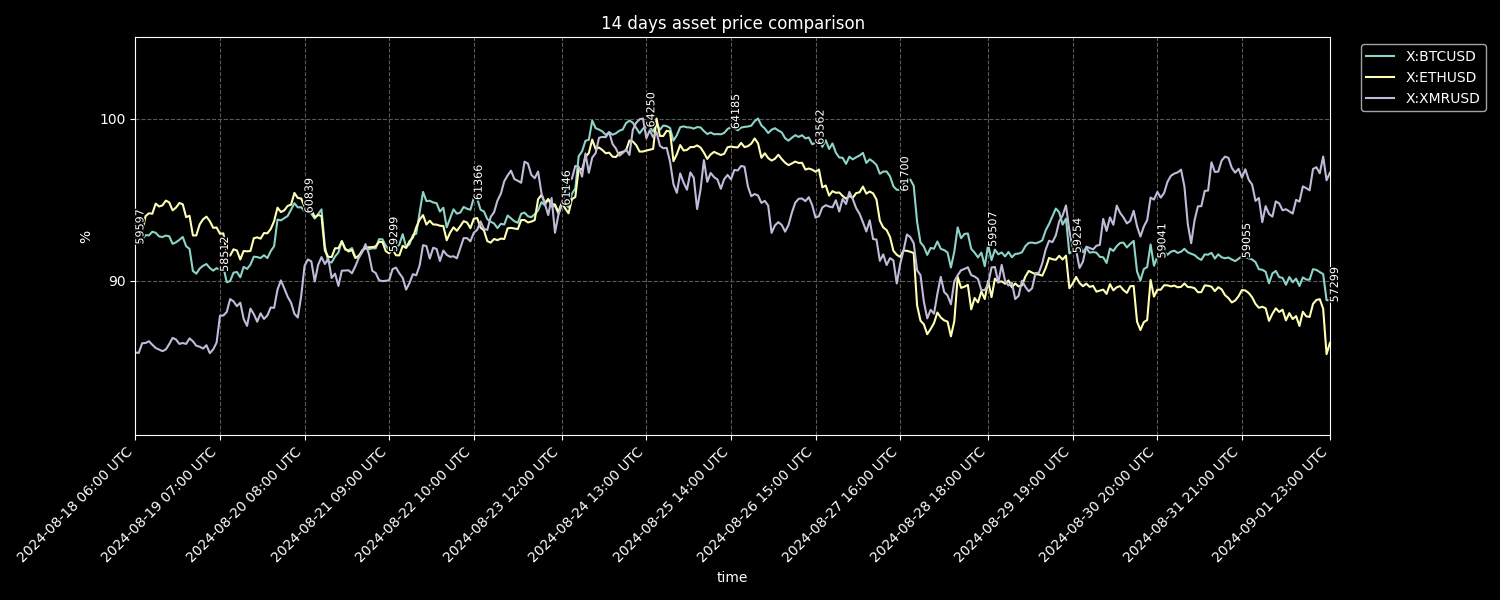 14 days asset price comparison
X:BTCUSD
X:ETHUSD
X:XMRUSD
100
90
%
59597
58522
60839
59299
61366
61146
64250
64185
63562
61700
59507
59254
59041
59055
57299
2024-08-18 06:00 UTC
2024-08-19 07:00 UTC
2024-08-20 08:00 UTC
2024-08-21 09:00 UTC
2024-08-22 10:00 UTC
2024-08-23 12:00 UTC
2024-08-24 13:00 UTC
2024-08-25 14:00 UTC
2024-08-26 15:00 UTC
2024-08-27 16:00 UTC
2024-08-28 18:00 UTC
2024-08-29 19:00 UTC
2024-08-30 20:00 UTC
2024-08-31 21:00 UTC
2024-09-01 23:00 UTC
time